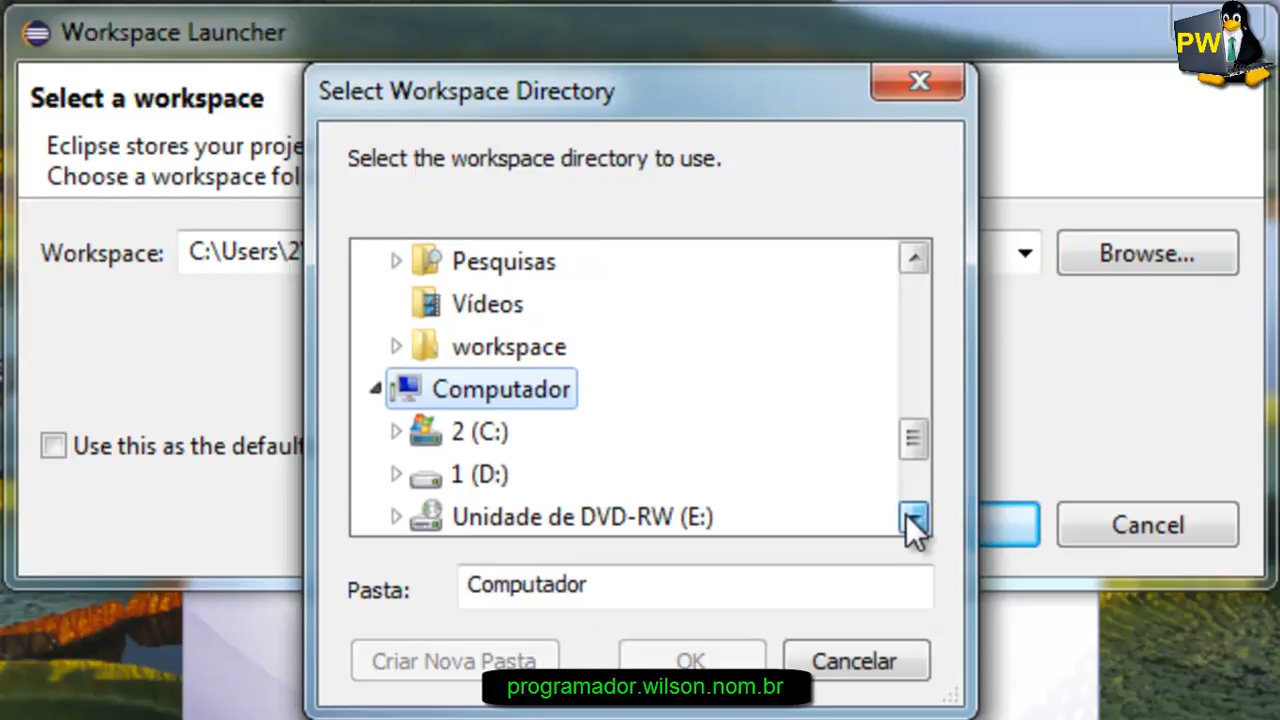 Workspace Launcher
PW
Select a workspace
Eclipse stores your proje
Choose a workspace fol
Workspace:
C:\Users\2
Browse...
Use this as the default
Cancel
Select Workspace Directory
Select the workspace directory to use.
Pesquisas
Vídeos
workspace
Computador
2 (C:)
1 (D:)
Unidade de DVD-RW (E:)
Pasta:
Computador
Criar Nova Pasta
OK
Cancelar
programador.wilson.nom.br